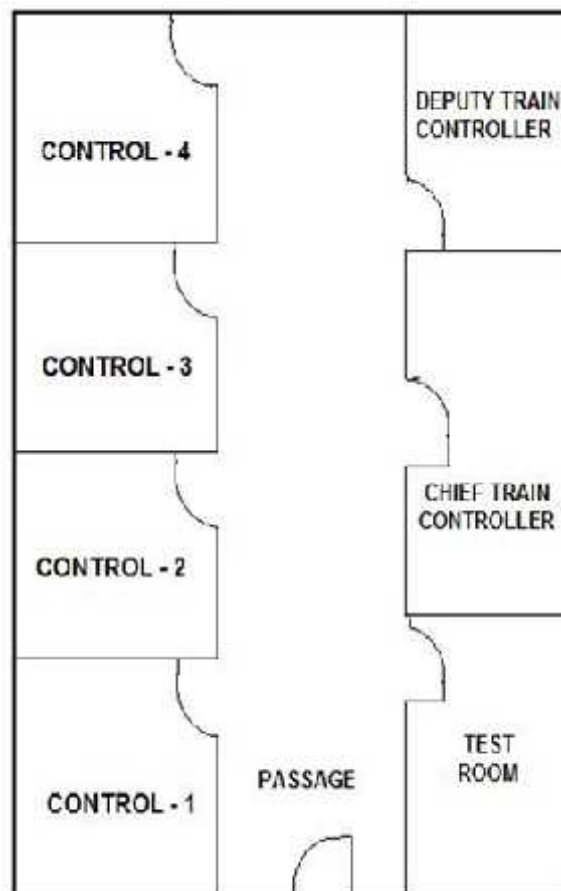 CONTROL - 4
DEPUTY TRAIN
CONTROLLER
CONTROL - 3
CHIEF TRAIN
CONTROLLER
CONTROL - 2
CONTROL - 1
PASSAGE
TEST
ROOM